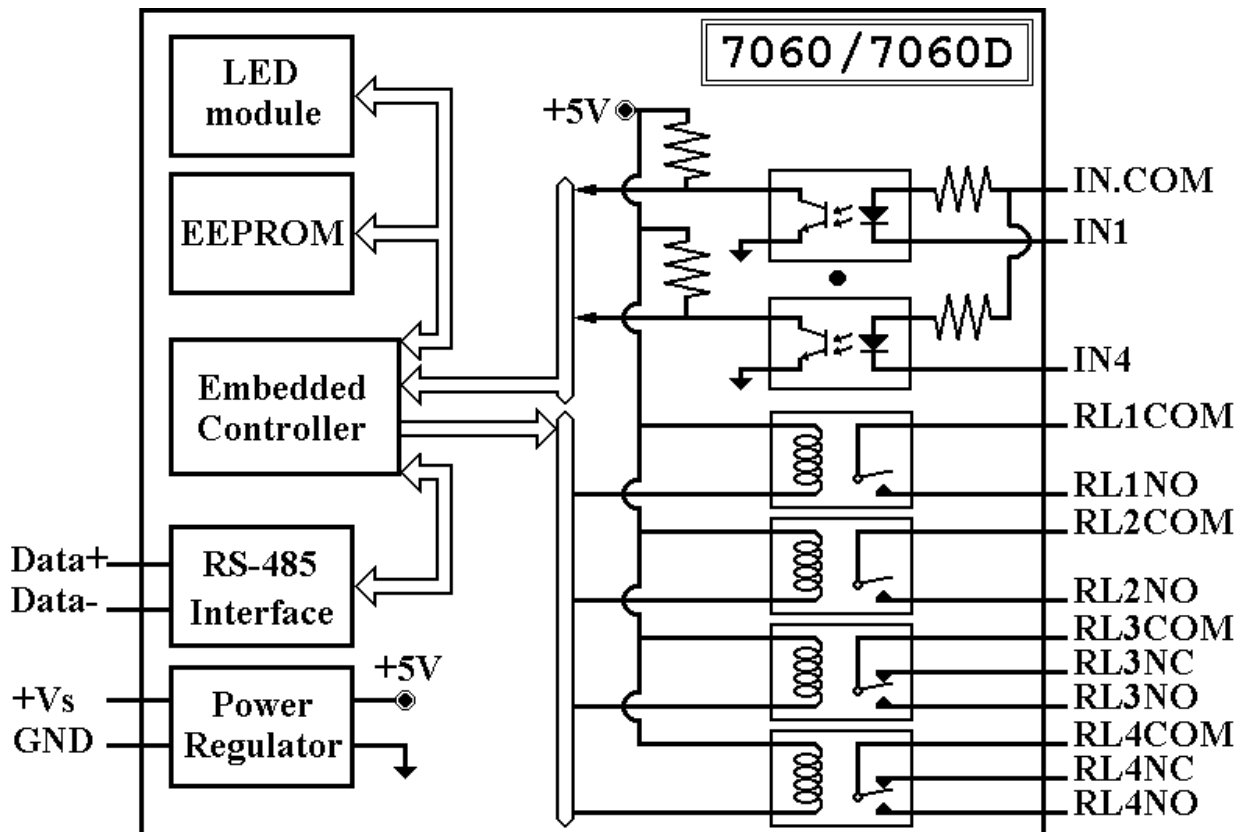 7060/7060D
LED
module
EEPROM
Embedded
Controller
RS-485
Interface
Power
Regulator
Data+
Data-
+Vs
GND
+5V
+5V
IN.COM
IN1
IN4
RL1COM
RL1NO
RL2COM
RL2NO
RL3COM
RL3NC
RL3NO
RL4COM
RL4NC
RL4NO